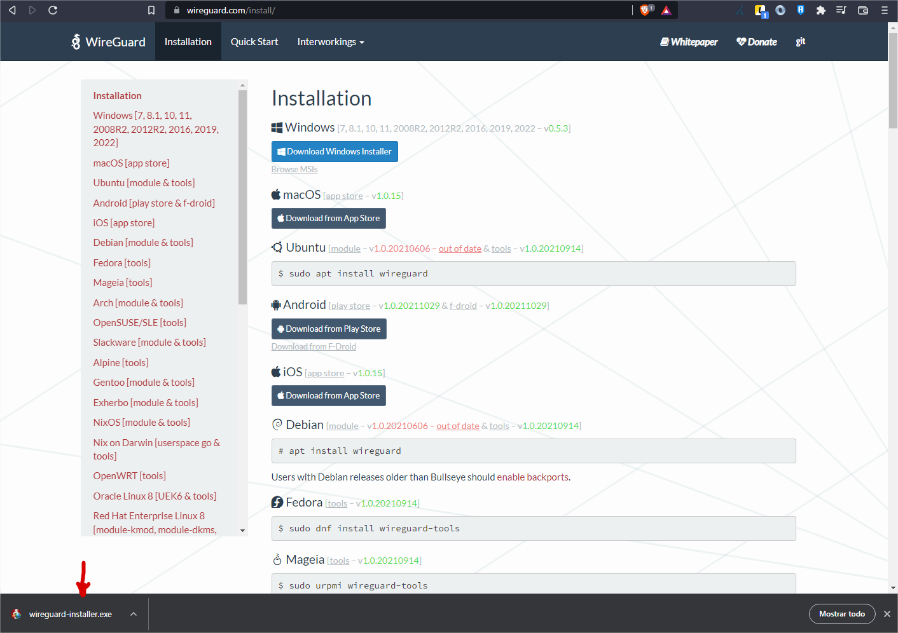 wireguard.com/install/
WireGuard
Installation
Quick Start
Interworkings
Whitepaper
Donate
git
Installation
Windows [7, 8.1, 10, 11,
2008R2, 2012R2, 2016, 2019,
2022]
macOS [app store]
Ubuntu [module & tools]
Android [play store & f-droid]
iOS [app store]
Debian [module & tools]
Fedora [tools]
Mageia [tools]
Arch [module & tools]
OpenSUSE/SLE [tools]
Slackware [module & tools]
Alpine [tools]
Gentoo [module & tools]
Exherbo [module & tools]
NixOS [module & tools]
Nix on Darwin [userspace go &
tools]
OpenWRT [tools]
Oracle Linux 8 [UEK6 & tools]
Red Hat Enterprise Linux 8
[module-kmod, module-dkms,
Installation
Windows [7, 8.1, 10, 11, 2008R2, 2012R2, 2016, 2019, 2022 – v0.5.3]
Download Windows Installer
Browse MSIs
macOS [app store – v1.0.15]
Download from App Store
Ubuntu [module – v1.0.20210606 – out of date & tools – v1.0.20210914]
$ sudo apt install wireguard
Android [play store – v1.0.20211029 & f-droid – v1.0.20211029]
Download from Play Store
Download from F-Droid
iOS [app store – v1.0.15]
Download from App Store
Debian [module – v1.0.20210606 – out of date & tools – v1.0.20210914]
# apt install wireguard
Users with Debian releases older than Bullseye should enable backports.
Fedora [tools – v1.0.20210914]
$ sudo dnf install wireguard-tools
Mageia [tools – v1.0.20210914]
$ sudo urpmi wireguard-tools
wireguard-installer.exe
Mostrar todo